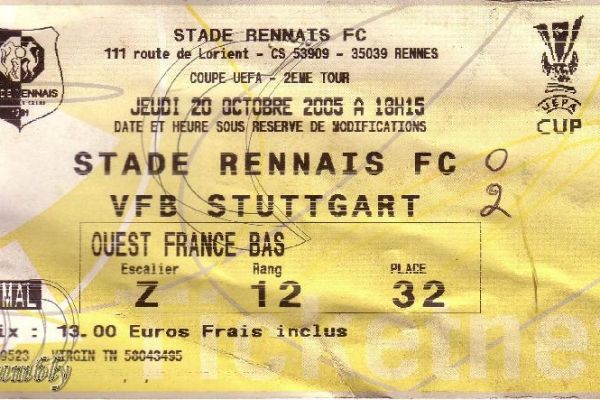 STADE RENNAIS FC
111 route de Lorient - CS 53909 - 35039 RENNES
COUPE UEFA - 2EME TOUR
JEUDI 20 OCTOBRE 2005 A 18H15
DATE ET HEURE SOUS RESERVE DE MODIFICATIONS
UEFA
CUP
STADE RENNAIS FC 0
VFB STUTTGART 2
OUEST FRANCE BAS
Escalier Rang PLACE
Z 12 32
MAL
ix : 13.00 Euros Frais inclus
9523 VIRGIN TN 58043495